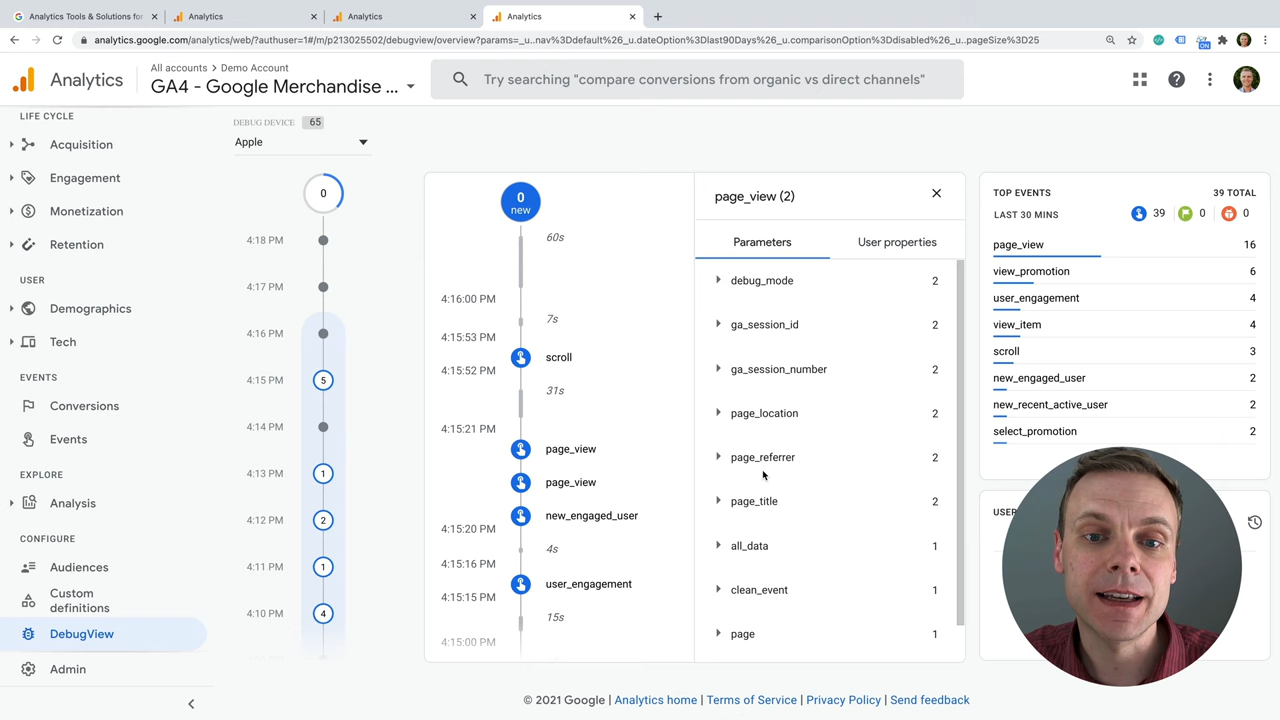 Analytics Tools & Solutions for
Analytics
Analytics
Analytics
analytics.google.com/analytics/web/?authuser=1#/m/p213025502/debugview/overview?params=_u..nav%3Ddefault%26_u.dateOption%3Dlast90Days%26_u.comparisonOption%3Ddisabled%26_u..pageSize%3D25
ON
Analytics
All accounts > Demo Account
GA4 - Google Merchandise ...
Try searching "compare conversions from organic vs direct channels"
LIFE CYCLE
Acquisition
Engagement
Monetization
Retention
USER
Demographics
Tech
EVENTS
Conversions
Events
EXPLORE
Analysis
CONFIGURE
Audiences
Custom
definitions
DebugView
Admin
DEBUG DEVICE 65
Apple
0
4:18 PM
4:17 PM
4:16 PM
4:15 PM 5
4:14 PM
4:13 PM 1
4:12 PM 2
4:11 PM 1
4:10 PM 4
0
new
60s
4:16:00 PM
7s
4:15:53 PM
scroll
4:15:52 PM
31s
4:15:21 PM
page_view
page_view
new_engaged_user
4:15:20 PM
4s
4:15:16 PM
user_engagement
4:15:15 PM
15s
4:15:00 PM
page_view (2)
Parameters User properties
debug_mode 2
ga_session_id 2
ga_session_number 2
page_location 2
page_referrer 2
page_title 2
all_data 1
clean_event 1
page 1
TOP EVENTS 39 TOTAL
LAST 30 MINS 39 0 0
page_view 16
view_promotion 6
user_engagement 4
view_item 4
scroll 3
new_engaged_user 2
new_recent_active_user 2
select_promotion 2
USER
© 2021 Google | Analytics home | Terms of Service | Privacy Policy | Send feedback